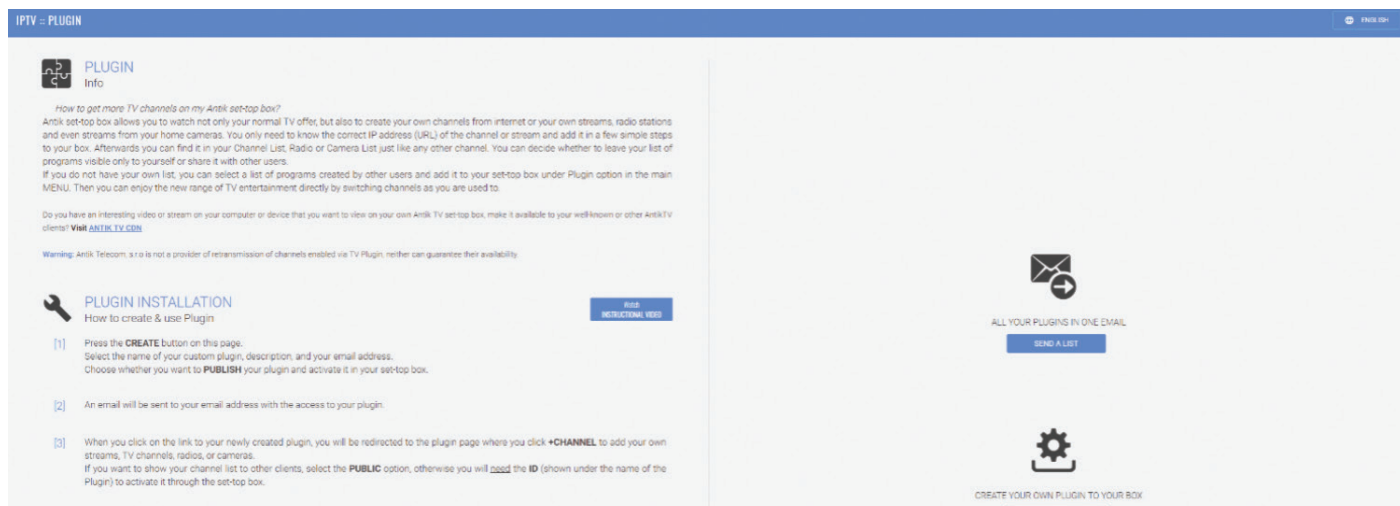 IPTV :: PLUGIN
ENGLISH
PLUGIN
Info
How to get more TV channels on my Antik set-top box?
Antik set-top box allows you to watch not only your normal TV offer, but also to create your own channels from internet or your own streams, radio stations
and even streams from your home cameras. You only need to know the correct IP address (URL) of the channel or stream and add it in a few simple steps
to your box. Afterwards you can find it in your Channel List, Radio or Camera List just like any other channel. You can decide whether to leave your list of
programs visible only to yourself or share it with other users.
If you do not have your own list, you can select a list of programs created by other users and add it to your set-top box under Plugin option in the main
MENU. Then you can enjoy the new range of TV entertainment directly by switching channels as you are used to.
Do you have an interesting video or stream on your computer or device that you want to view on your own Antik TV set-top box, make it available to your well-known or other AntikTV
clients? Visit ANTIK TV CDN
Warning: Antik Telecom, s.r.o is not a provider of retransmission of channels enabled via TV Plugin, neither can guarantee their availability.
PLUGIN INSTALLATION
How to create & use Plugin
Watch
INSTRUCTIONAL VIDEO
[1] Press the CREATE button on this page.
Select the name of your custom plugin, description, and your email address.
Choose whether you want to PUBLISH your plugin and activate it in your set-top box.
[2] An email will be sent to your email address with the access to your plugin.
[3] When you click on the link to your newly created plugin, you will be redirected to the plugin page where you click +CHANNEL to add your own
streams, TV channels, radios, or cameras.
If you want to show your channel list to other clients, select the PUBLIC option, otherwise you will need the ID (shown under the name of the
Plugin) to activate it through the set-top box.
ALL YOUR PLUGINS IN ONE EMAIL
SEND A LIST
CREATE YOUR OWN PLUGIN TO YOUR BOX